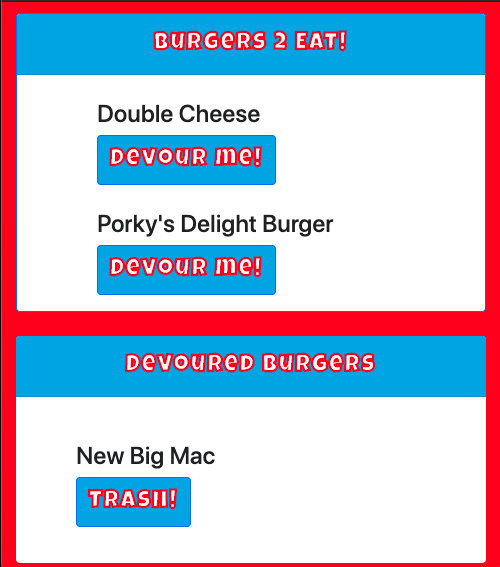 BURGERS 2 EAT!
Double Cheese
DEVOUR ME!
Porky's Delight Burger
DEVOUR ME!
DEVOURED BURGERS
New Big Mac
TRASH!